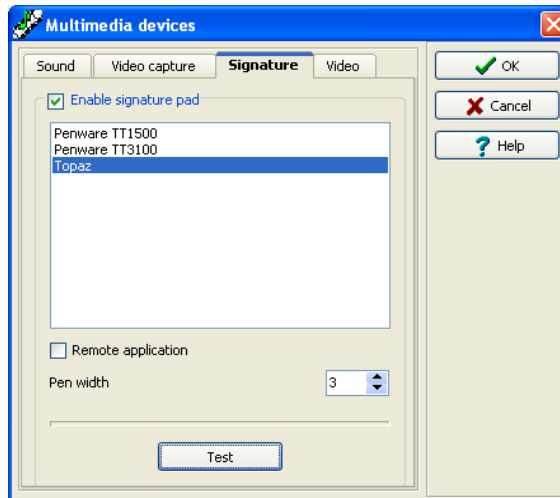 Multimedia devices
Sound Video capture Signature Video
Enable signature pad
Penware TT1500
Penware TT3100
Topaz
Remote application
Pen width 3
Test
OK
Cancel
? Help